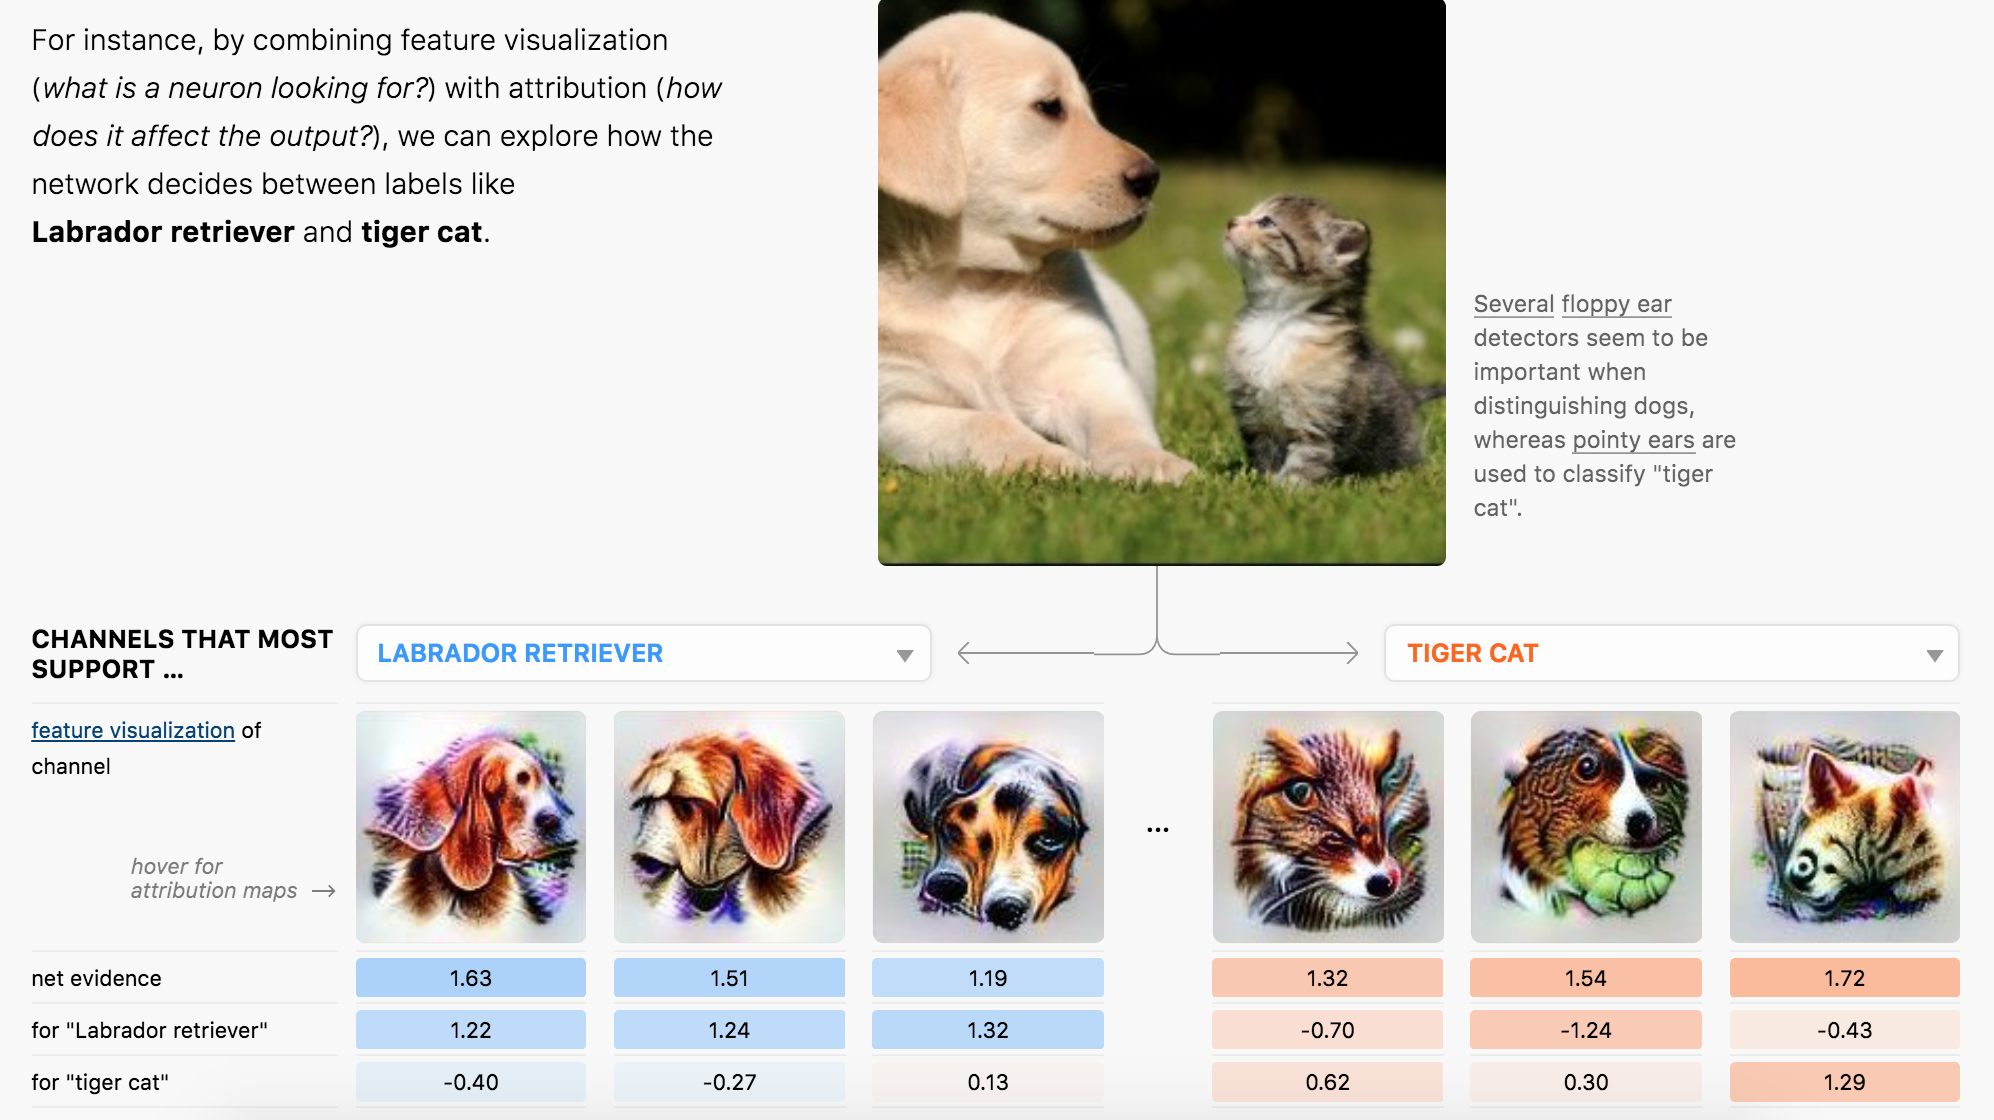 For instance, by combining feature visualization
(what is a neuron looking for?) with attribution (how
does it affect the output?), we can explore how the
network decides between labels like
Labrador retriever and tiger cat.
Several floppy ear
detectors seem to be
important when
distinguishing dogs,
whereas pointy ears are
used to classify "tiger
cat".
CHANNELS THAT MOST
SUPPORT ...
LABRADOR RETRIEVER
TIGER CAT
feature visualization of
channel
hover for
attribution maps →
...
net evidence 1.63 1.51 1.19 1.32 1.54 1.72
for "Labrador retriever" 1.22 1.24 1.32 -0.70 -1.24 -0.43
for "tiger cat" -0.40 -0.27 0.13 0.62 0.30 1.29